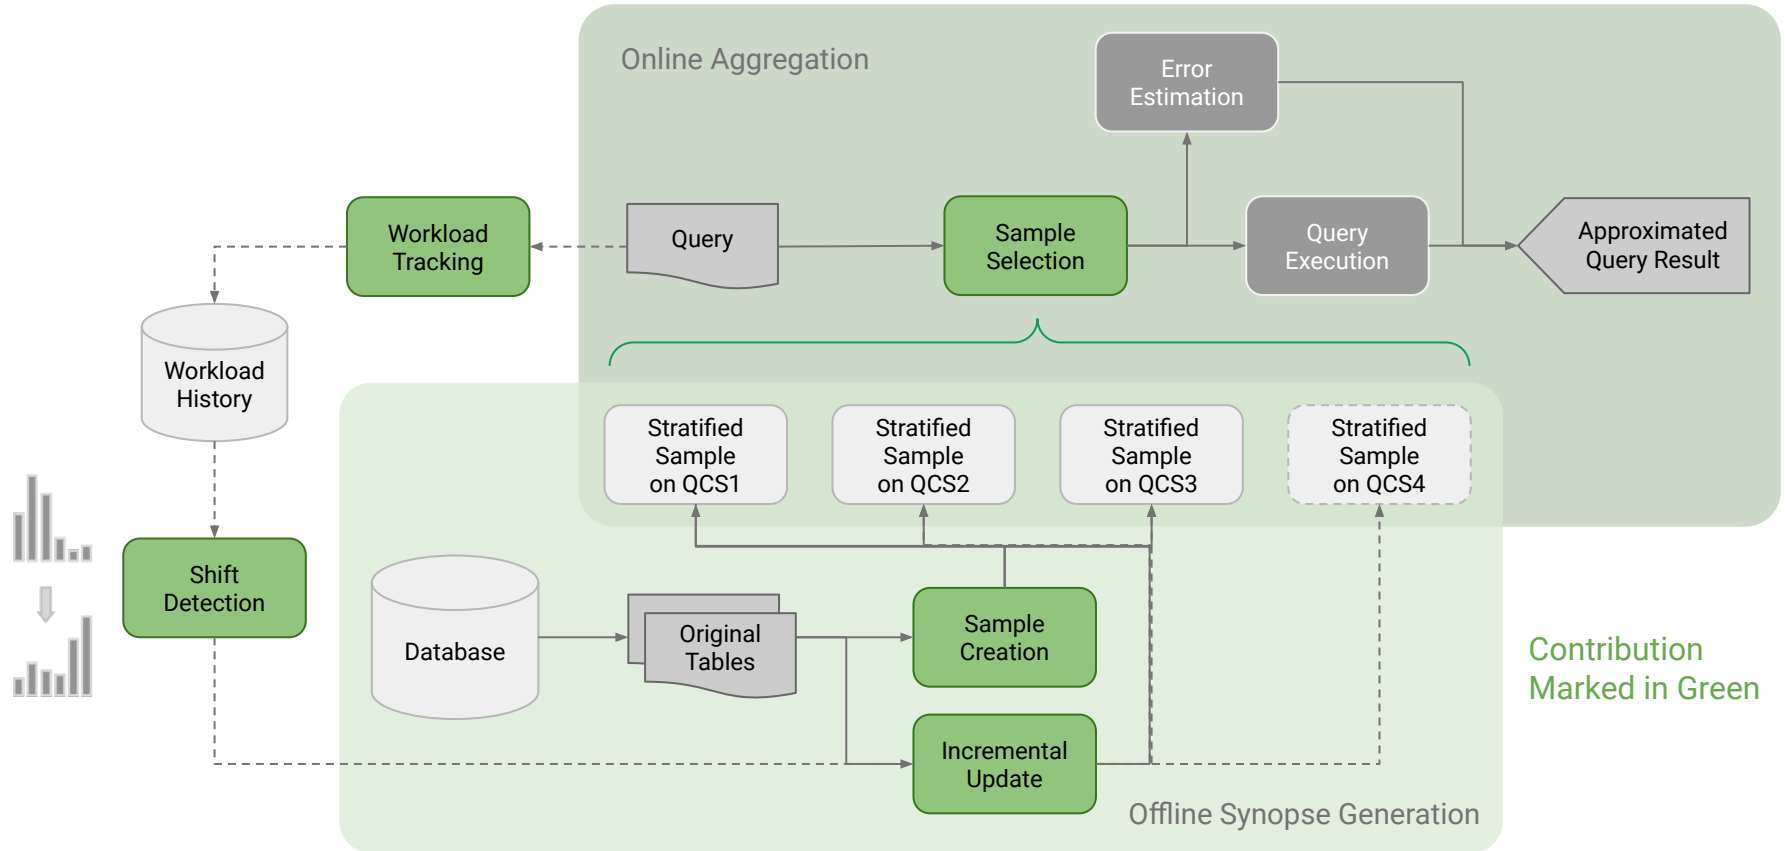 Online Aggregation
Error
Estimation
Workload
Tracking
Query
Sample
Selection
Query
Execution
Approximated
Query Result
Workload
History
Stratified
Sample
on QCS1
Stratified
Sample
on QCS2
Stratified
Sample
on QCS3
Stratified
Sample
on QCS4
Shift
Detection
Database
Original
Tables
Sample
Creation
Contribution
Marked in Green
Incremental
Update
Offline Synopse Generation